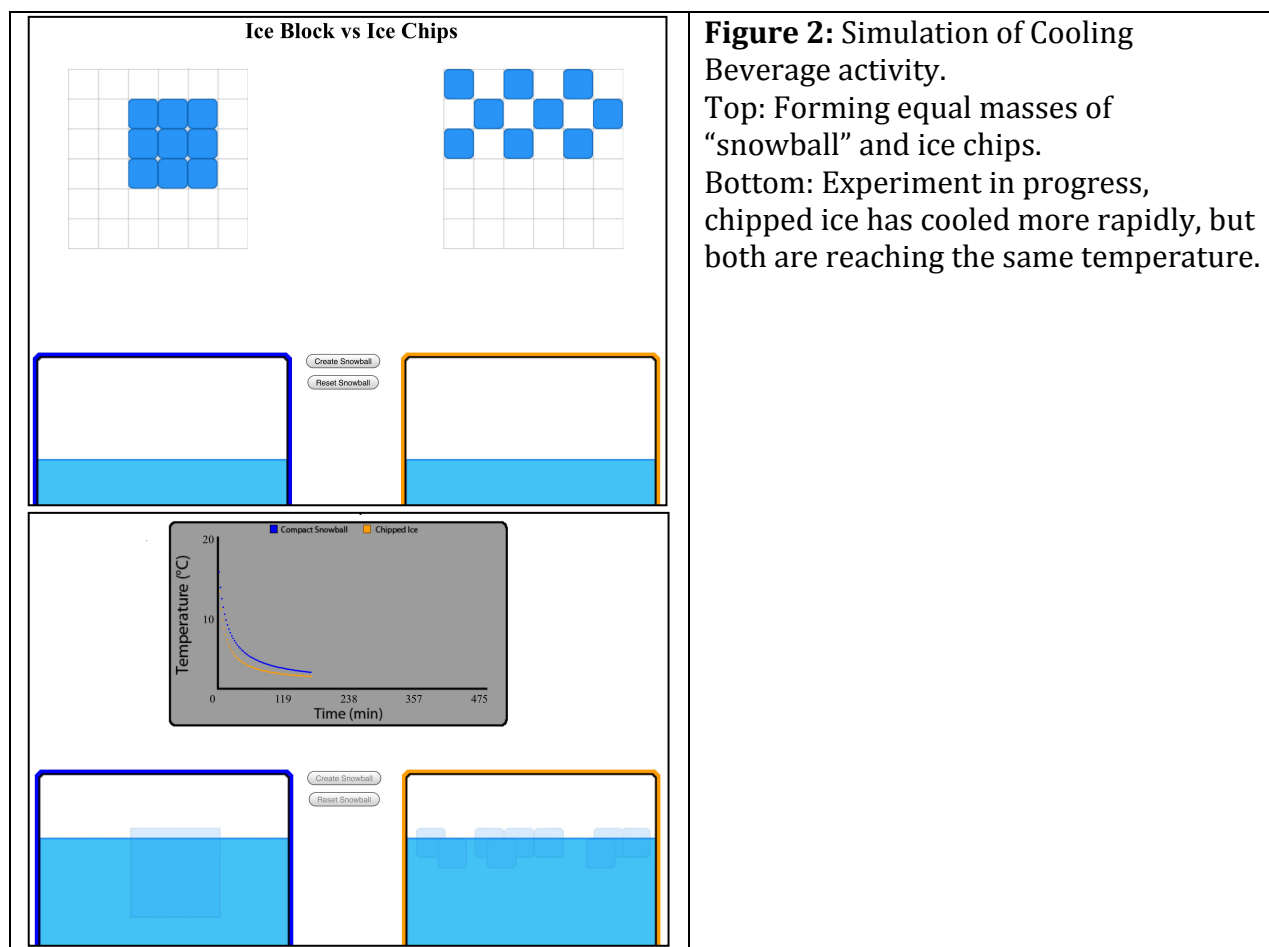 Ice Block vs Ice Chips
Create Snowball
Reset Snowball
Compact Snowball Chipped Ice
20
10
Temperature (°C)
0 119 238 357 475
Time (min)
Create Snowball
Reset Snowball
Figure 2: Simulation of Cooling
Beverage activity.
Top: Forming equal masses of
“snowball” and ice chips.
Bottom: Experiment in progress,
chipped ice has cooled more rapidly, but
both are reaching the same temperature.